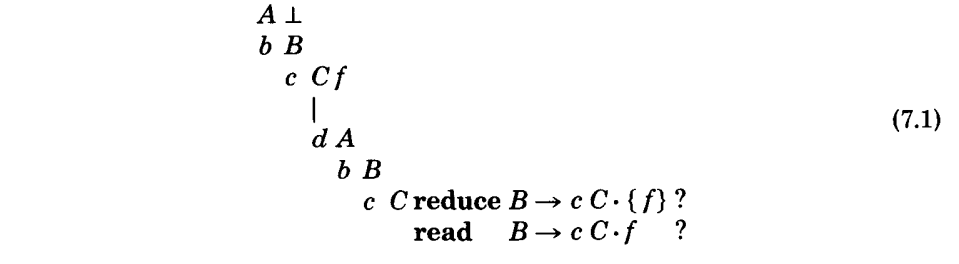 A ⊥
b B
c C f
|
(7.1)
d A
b B
c C reduce B → c C · { f } ?
read B → c C · f ?